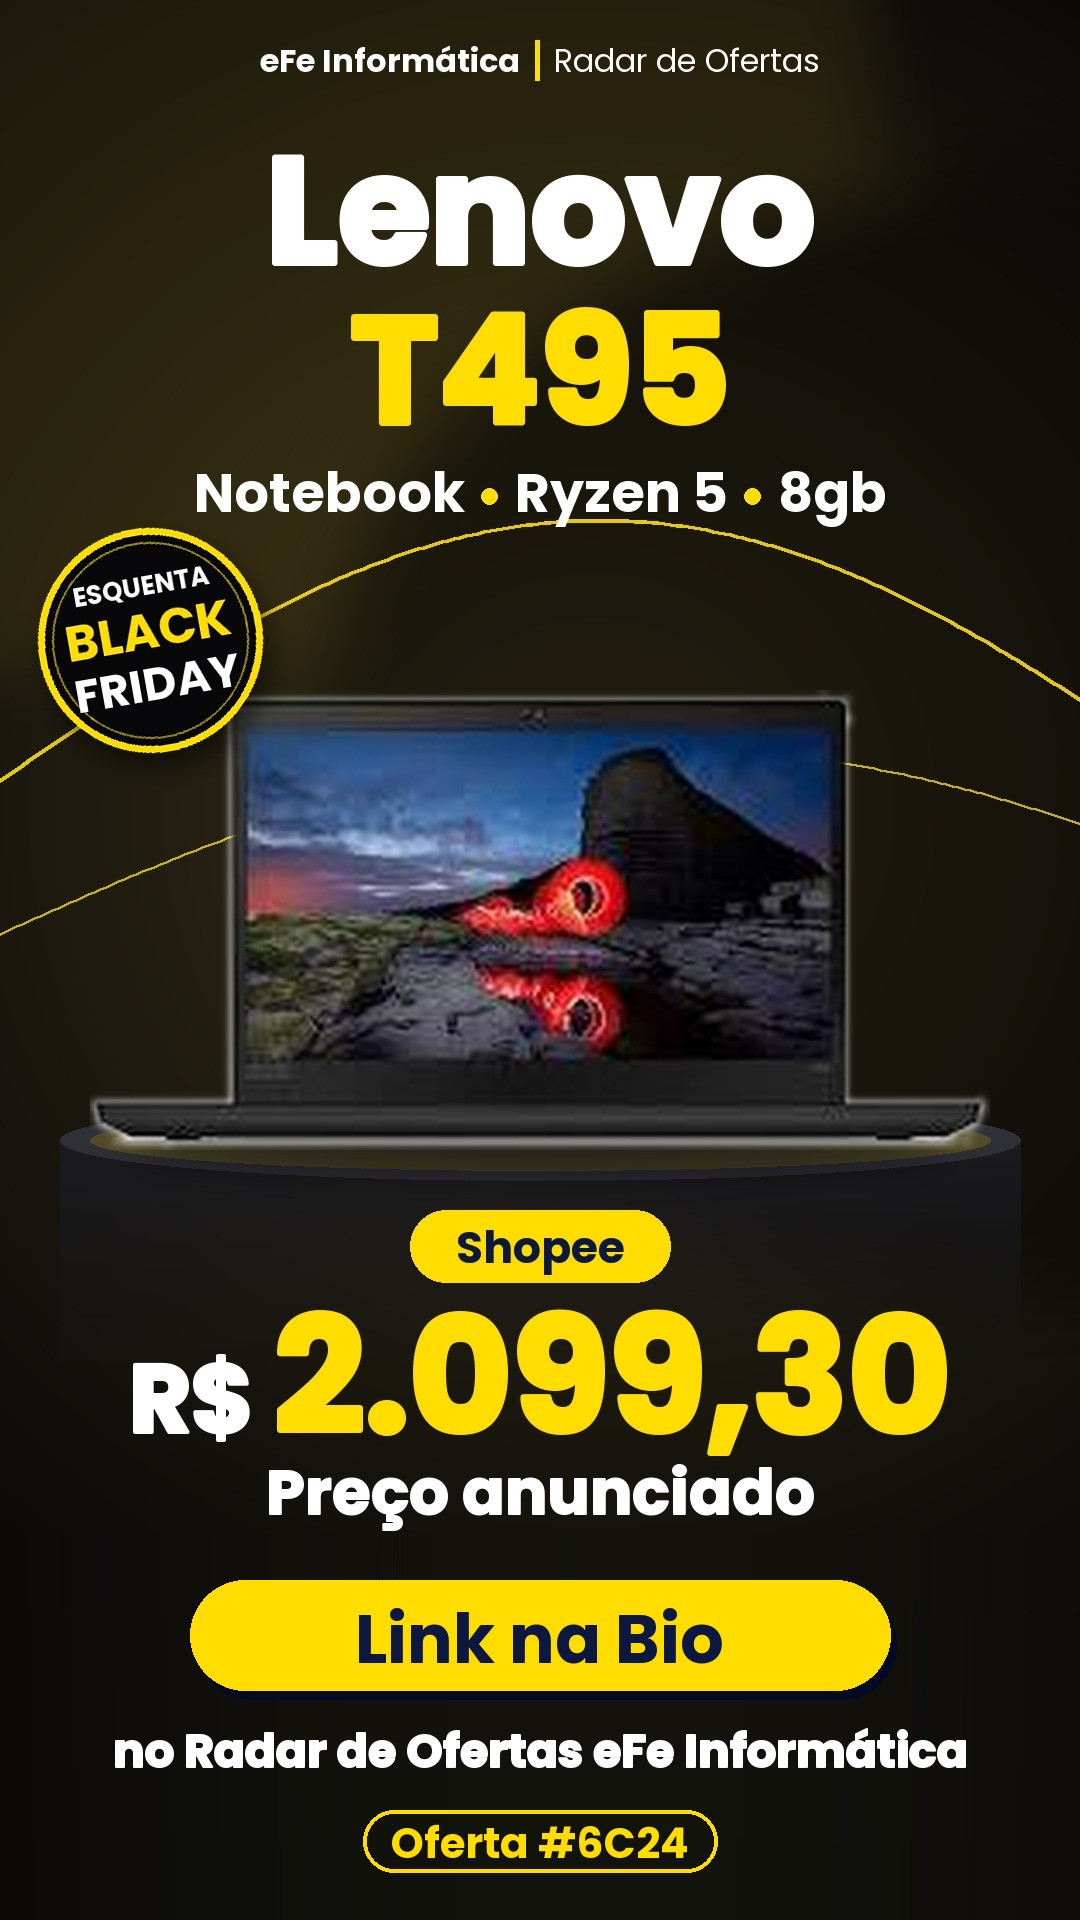 eFe Informática | Radar de Ofertas
Lenovo
T495
Notebook • Ryzen 5 • 8gb
ESQUENTA
BLACK
FRIDAY
Shopee
R$ 2.099,30
Preço anunciado
Link na Bio
no Radar de Ofertas eFe Informática
Oferta #6C24